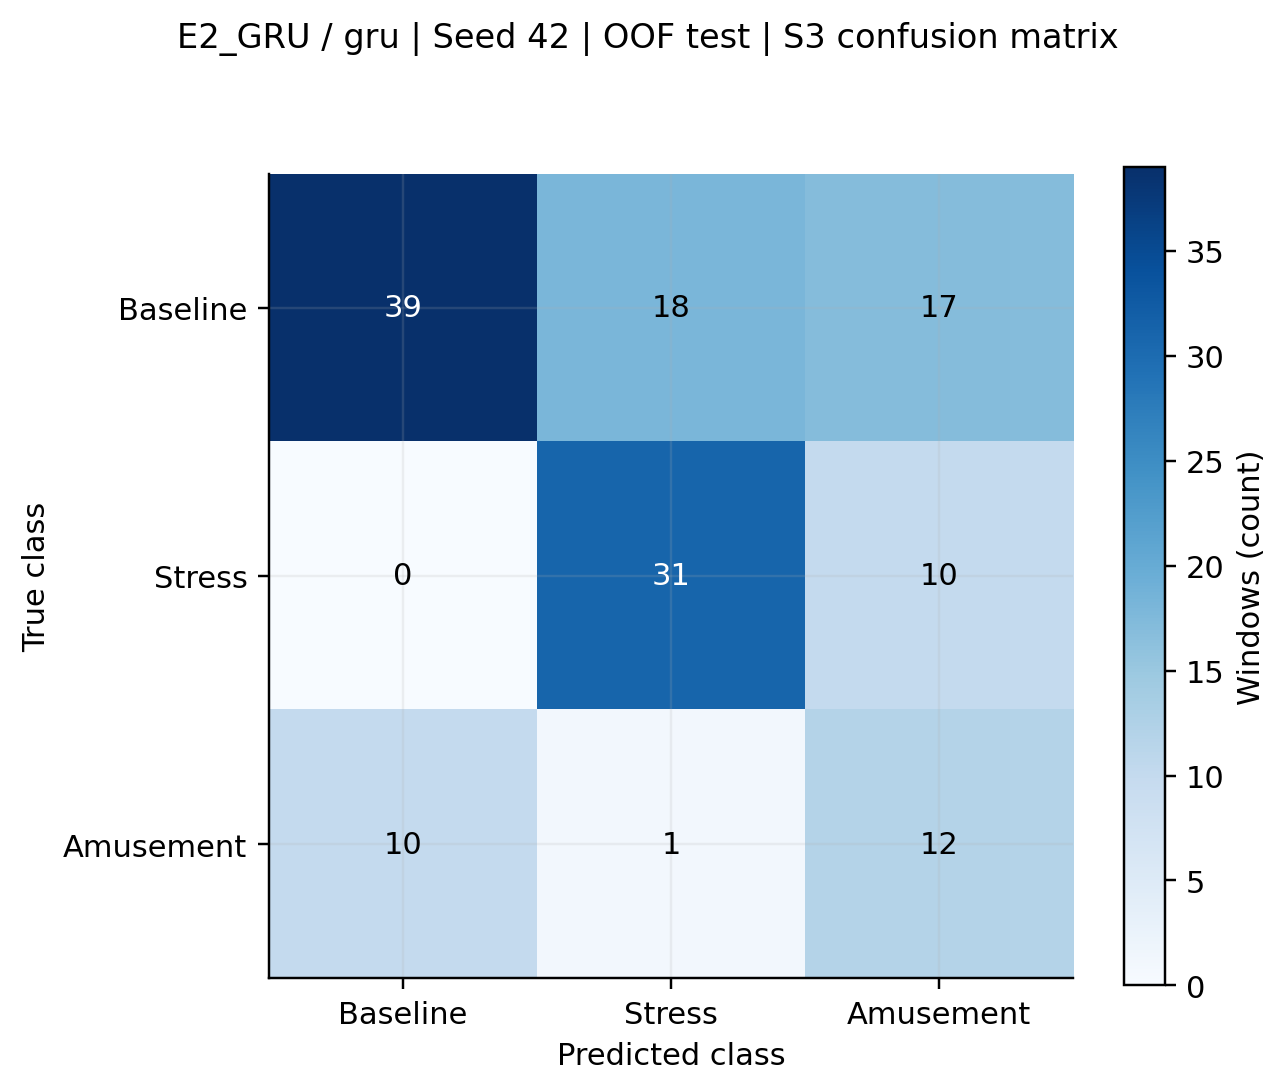 E2_GRU / gru | Seed 42 | OOF test | S3 confusion matrix
Baseline
39
18
17
Stress
0
31
10
Amusement
10
1
12
Baseline
Stress
Amusement
Predicted class
True class
35
30
25
20
15
10
5
0
Windows (count)